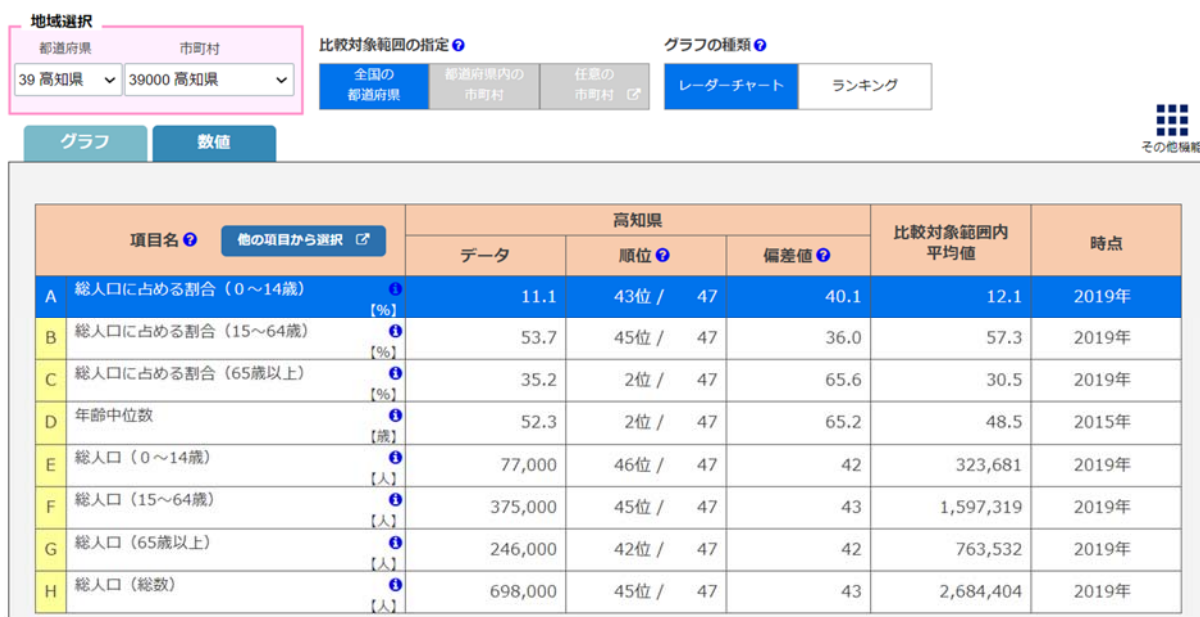 地域選択
都道府県 市町村
39 高知県 39000 高知県
比較対象範囲の指定
全国の都道府県 都道府県内の市町村 任意の市町村
グラフの種類
レーダーチャート ランキング
その他機能
グラフ 数値
項目名 他の項目から選択 高知県 比較対象範囲内平均値 時点
データ 順位 偏差値
A 総人口に占める割合（0～14歳）【%】 11.1 43位 / 47 40.1 12.1 2019年
B 総人口に占める割合（15～64歳）【%】 53.7 45位 / 47 36.0 57.3 2019年
C 総人口に占める割合（65歳以上）【%】 35.2 2位 / 47 65.6 30.5 2019年
D 年齢中位数【歳】 52.3 2位 / 47 65.2 48.5 2015年
E 総人口（0～14歳）【人】 77,000 46位 / 47 42 323,681 2019年
F 総人口（15～64歳）【人】 375,000 45位 / 47 43 1,597,319 2019年
G 総人口（65歳以上）【人】 246,000 42位 / 47 42 763,532 2019年
H 総人口（総数）【人】 698,000 45位 / 47 43 2,684,404 2019年